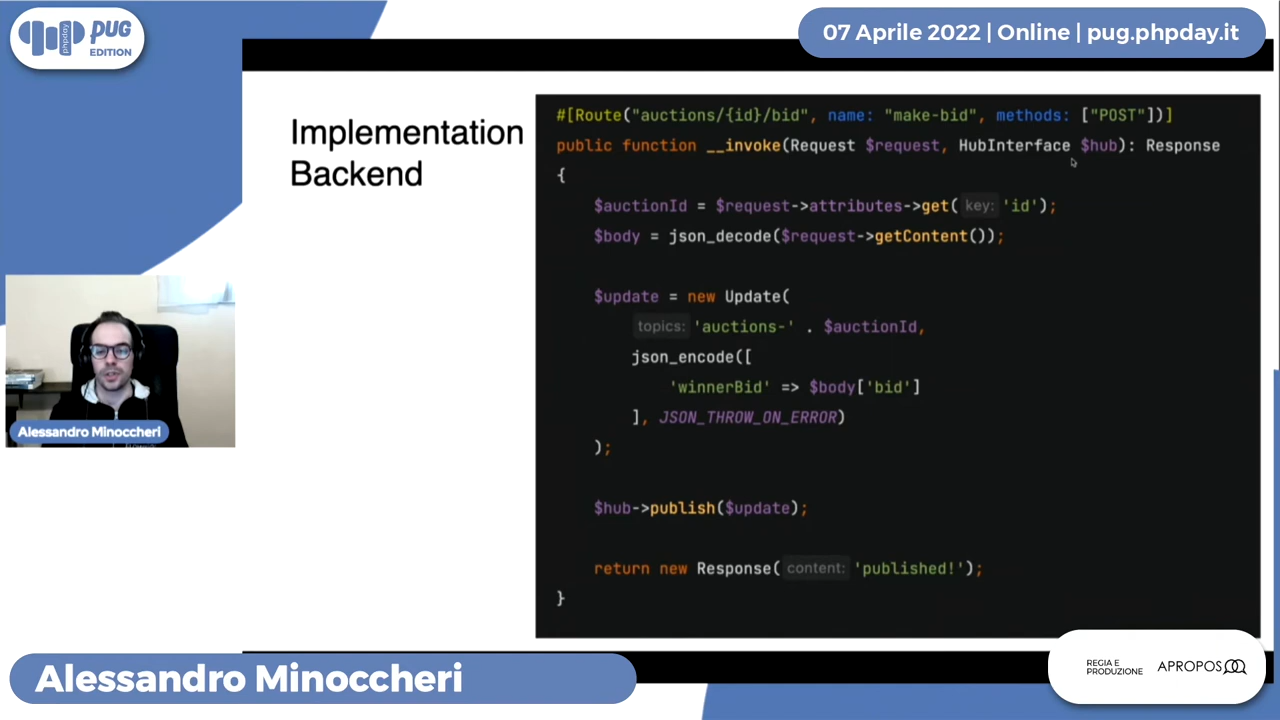 phpday
PUG
EDITION
07 Aprile 2022 | Online | pug.phpday.it
Implementation
Backend
#[Route("auctions/{id}/bid", name: "make-bid", methods: ["POST"])]
public function __invoke(Request $request, HubInterface $hub): Response
{
$auctionId = $request->attributes->get( key: 'id');
$body = json_decode($request->getContent());
$update = new Update(
topics: 'auctions-' . $auctionId,
json_encode([
'winnerBid' => $body['bid']
], JSON_THROW_ON_ERROR)
);
$hub->publish($update);
return new Response( content: 'published!');
}
Alessandro Minoccheri
Alessandro Minoccheri
REGIA E
PRODUZIONE
APROPOS